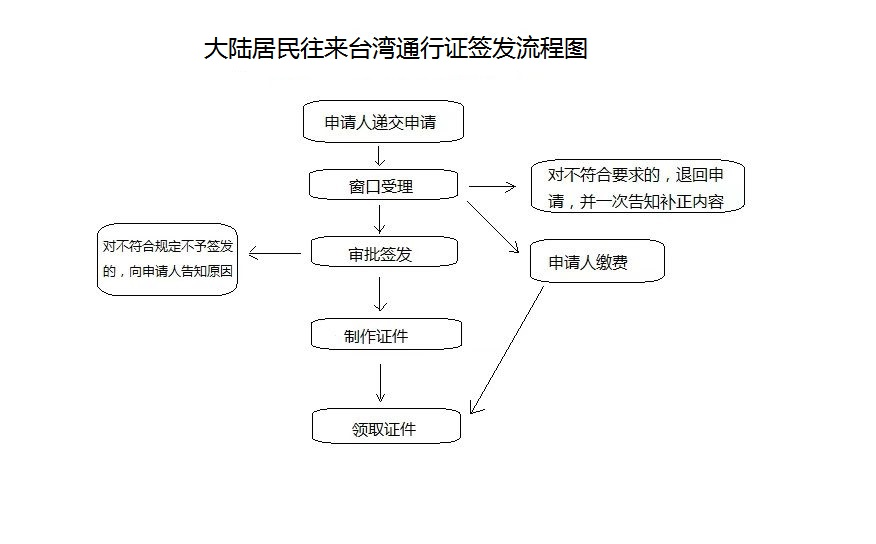 大陆居民往来台湾通行证签发流程图
申请人递交申请
窗口受理
对不符合要求的，退回申
请，并一次告知补正内容
对不符合规定不予签发
的，向申请人告知原因
审批签发
申请人缴费
制作证件
领取证件